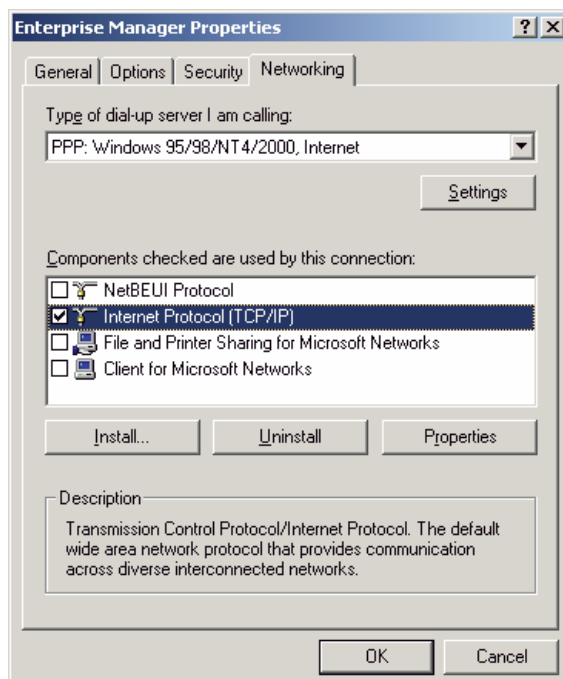 Enterprise Manager Properties
General Options Security Networking
Type of dial-up server I am calling:
PPP: Windows 95/98/NT4/2000, Internet
Settings
Components checked are used by this connection:
NetBEUI Protocol
Internet Protocol (TCP/IP)
File and Printer Sharing for Microsoft Networks
Client for Microsoft Networks
Install... Uninstall Properties
Description
Transmission Control Protocol/Internet Protocol. The default
wide area network protocol that provides communication
across diverse interconnected networks.
OK Cancel